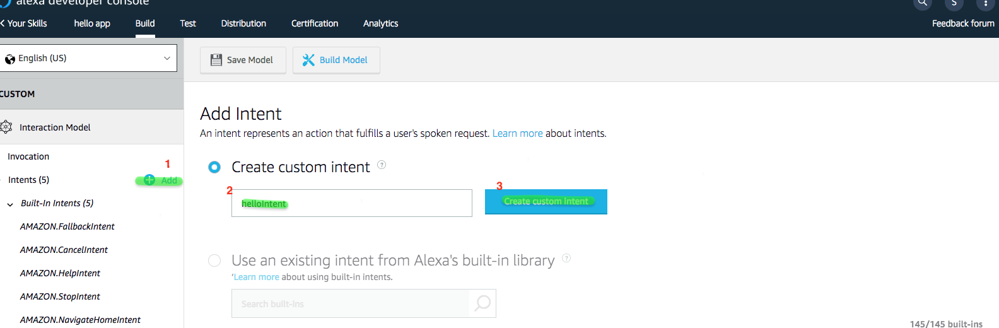 alexa developer console
S
< Your Skills hello app Build Test Distribution Certification Analytics Feedback forum
English (US)
Save Model Build Model
CUSTOM
Interaction Model
Add Intent
An intent represents an action that fulfills a user's spoken request. Learn more about intents.
Invocation
1
Intents (5) Add
Create custom intent ?
2
helloIntent
3
Create custom Intent
Built-In Intents (5)
AMAZON.FallbackIntent
AMAZON.CancelIntent
AMAZON.HelpIntent
AMAZON.StopIntent
AMAZON.NavigateHomeIntent
Use an existing intent from Alexa's built-in library ?
'Learn more about using built-in intents.
Search built-ins
145/145 built-ins